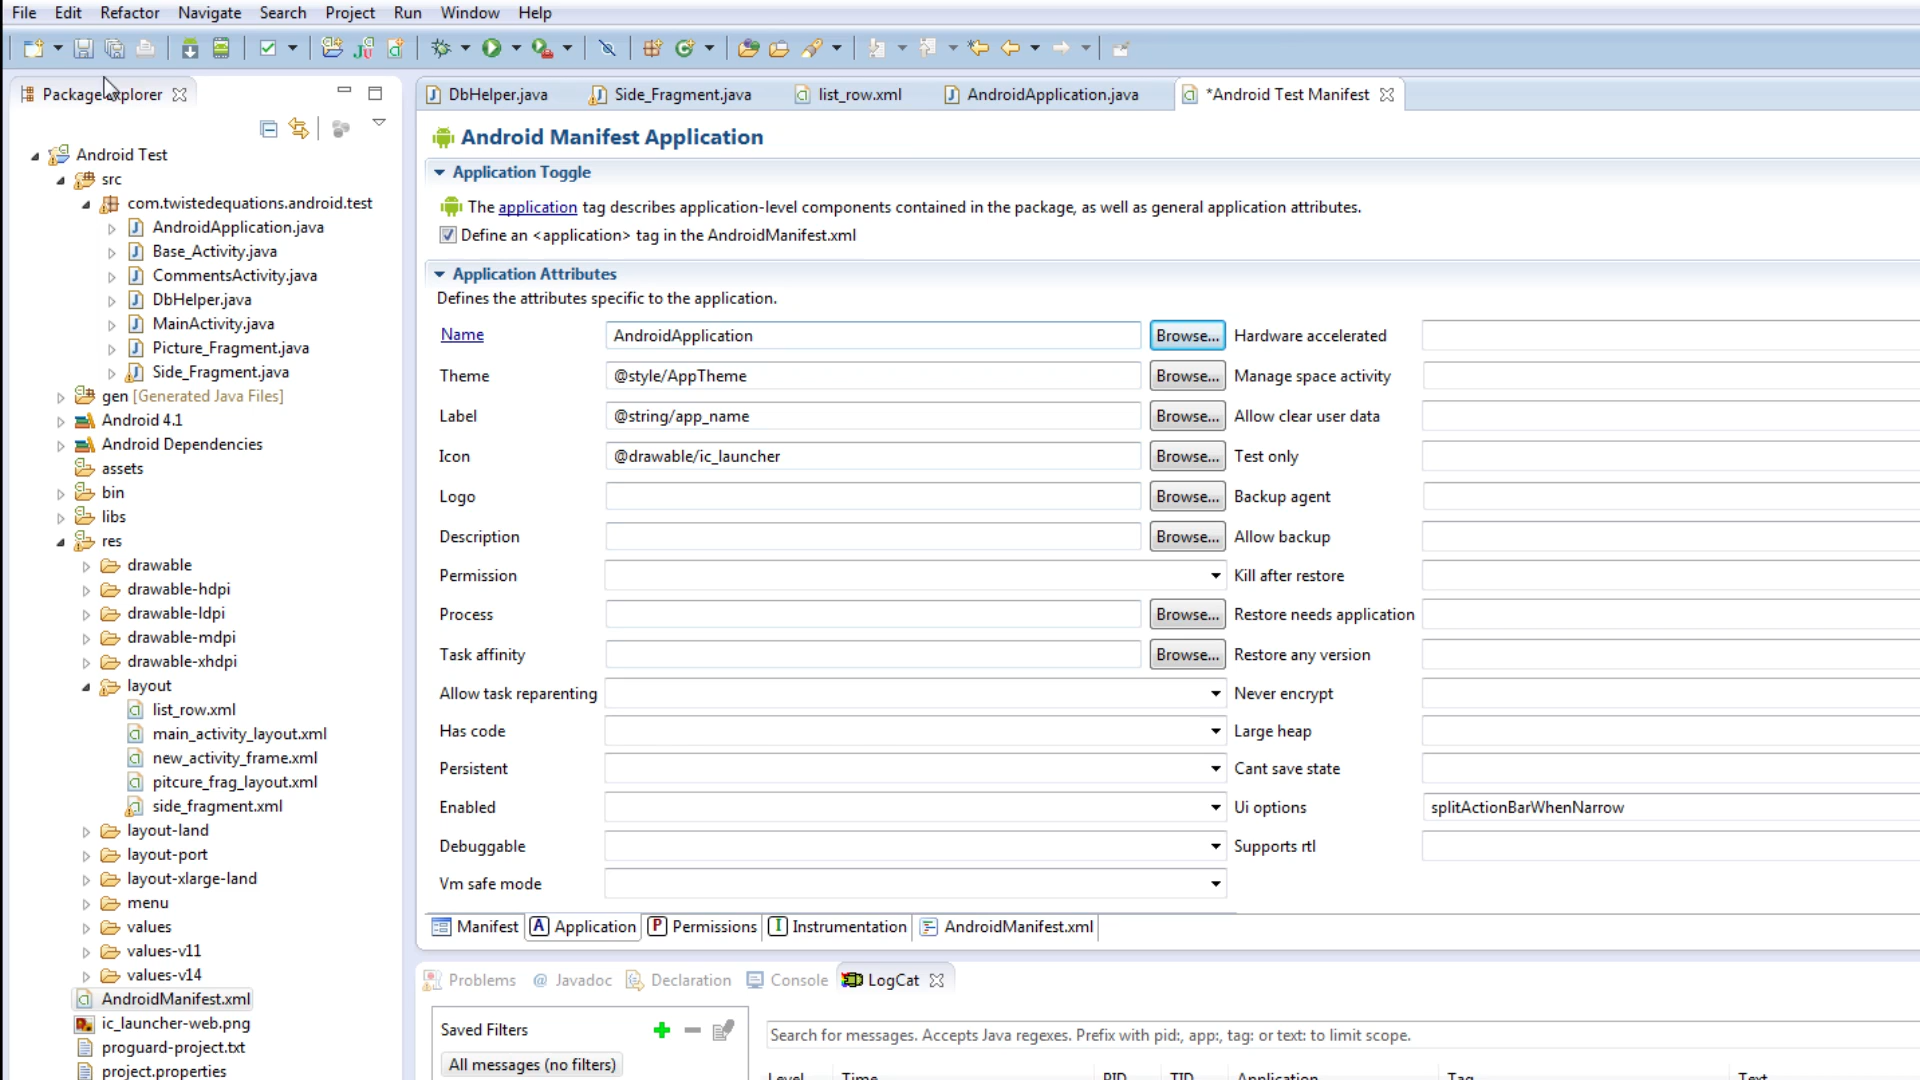 File Edit Refactor Navigate Search Project Run Window Help
Package Explorer
DbHelper.java Side_Fragment.java list_row.xml AndroidApplication.java *Android Test Manifest
Android Test
src
com.twistedequations.android.test
AndroidApplication.java
Base_Activity.java
CommentsActivity.java
DbHelper.java
MainActivity.java
Picture_Fragment.java
Side_Fragment.java
gen [Generated Java Files]
Android 4.1
Android Dependencies
assets
bin
libs
res
drawable
drawable-hdpi
drawable-ldpi
drawable-mdpi
drawable-xhdpi
layout
list_row.xml
main_activity_layout.xml
new_activity_frame.xml
pitcure_frag_layout.xml
side_fragment.xml
layout-land
layout-port
layout-xlarge-land
menu
values
values-v11
values-v14
AndroidManifest.xml
ic_launcher-web.png
proguard-project.txt
project.properties
Android Manifest Application
Application Toggle
The application tag describes application-level components contained in the package, as well as general application attributes.
Define an <application> tag in the AndroidManifest.xml
Application Attributes
Defines the attributes specific to the application.
Name AndroidApplication Browse... Hardware accelerated
Theme @style/AppTheme Browse... Manage space activity
Label @string/app_name Browse... Allow clear user data
Icon @drawable/ic_launcher Browse... Test only
Logo Browse... Backup agent
Description Browse... Allow backup
Permission Kill after restore
Process Browse... Restore needs application
Task affinity Browse... Restore any version
Allow task reparenting Never encrypt
Has code Large heap
Persistent Cant save state
Enabled Ui options splitActionBarWhenNarrow
Debuggable Supports rtl
Vm safe mode
Manifest A Application P Permissions I Instrumentation AndroidManifest.xml
Problems @ Javadoc Declaration Console LogCat
Saved Filters
Search for messages. Accepts Java regexes. Prefix with pid:, app:, tag: or text: to limit scope.
All messages (no filters)
Level Time PID TID Application Tag Text